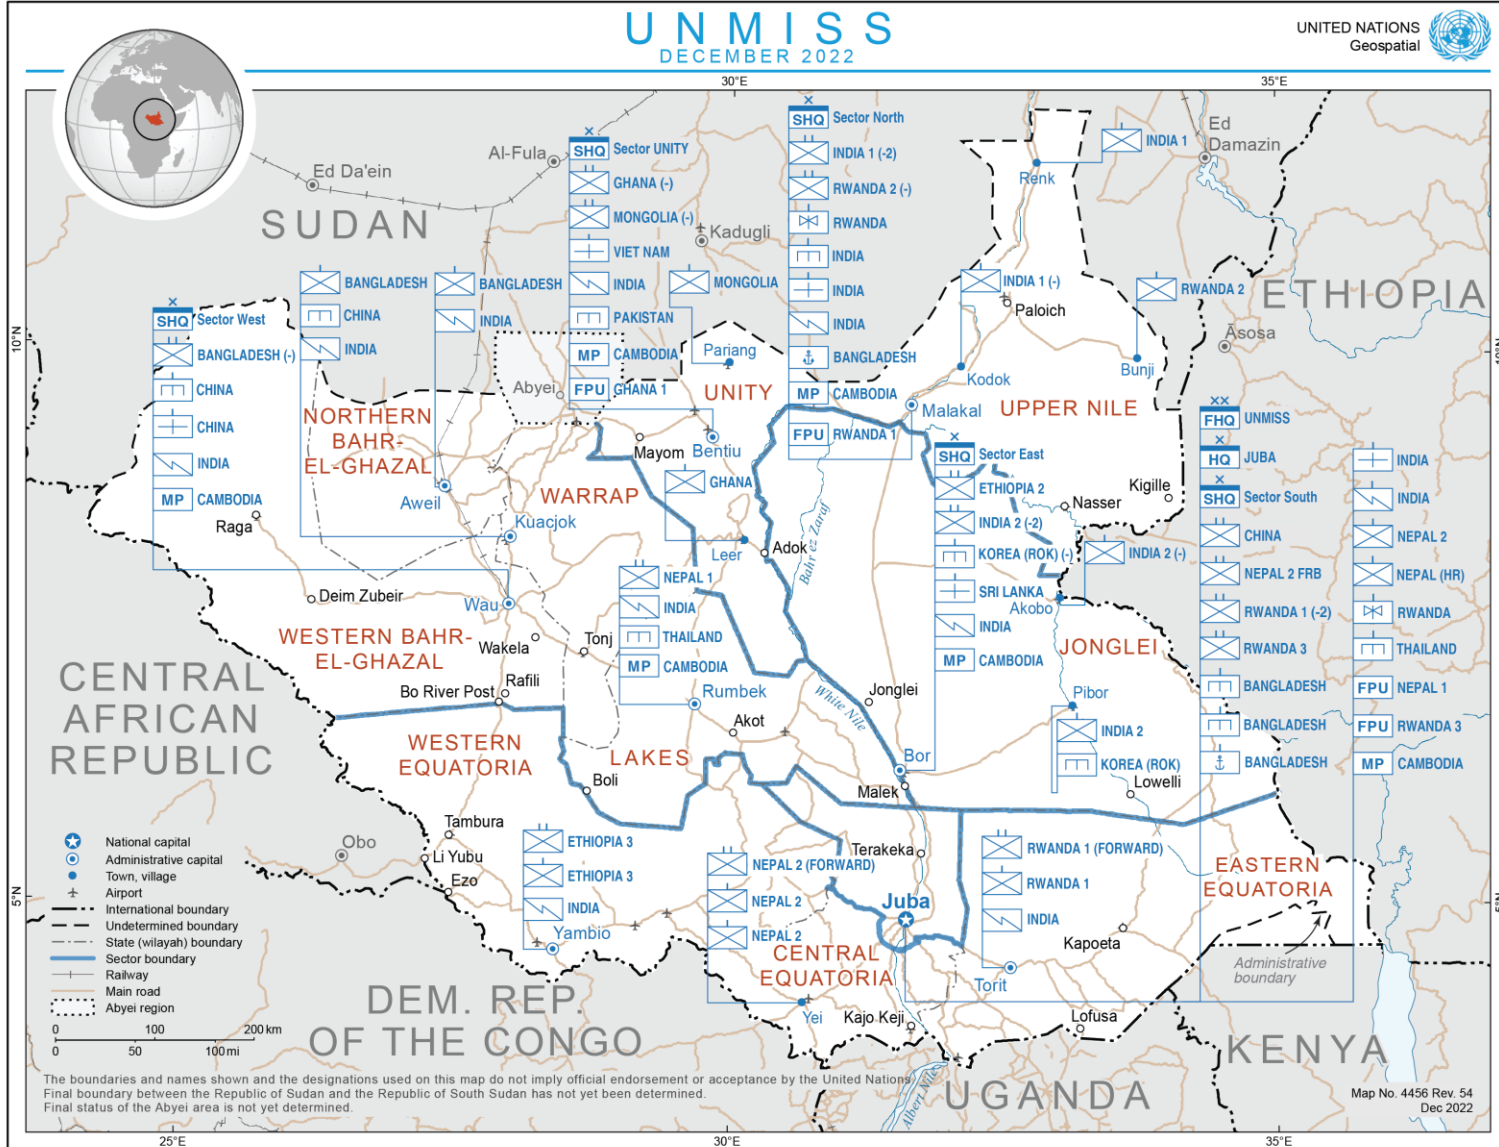 UNMISS
DECEMBER 2022
UNITED NATIONS
Geospatial
30°E
35°E
SHQ Sector North
INDIA 1 (-2)
RWANDA 2 (-)
RWANDA
INDIA
INDIA
INDIA
BANGLADESH
MP CAMBODIA
FPU RWANDA 1
SHQ Sector UNITY
GHANA (-)
MONGOLIA (-)
VIET NAM
INDIA
PAKISTAN
MP CAMBODIA
FPU GHANA 1
INDIA 1
Ed
Damazin
Al-Fula
Ed Da'ein
SUDAN
Kadugli
Renk
MONGOLIA
BANGLADESH
CHINA
INDIA
BANGLADESH
INDIA
INDIA 1 (-)
Paloich
RWANDA 2
ETHIOPIA
Āsosa
SHQ Sector West
BANGLADESH (-)
CHINA
CHINA
INDIA
MP CAMBODIA
10°N
10°N
Pariang
Kodok
Bunji
Abyei
UNITY
Malakal
UPPER NILE
NORTHERN
BAHR-
EL-GHAZAL
Mayom
Bentiu
FHQ UNMISS
HQ JUBA
SHQ Sector South
CHINA
NEPAL 2 FRB
RWANDA 1 (-2)
RWANDA 3
BANGLADESH
BANGLADESH
BANGLADESH
INDIA
INDIA
NEPAL 2
NEPAL (HR)
RWANDA
THAILAND
FPU NEPAL 1
FPU RWANDA 3
MP CAMBODIA
SHQ Sector East
ETHIOPIA 2
INDIA 2 (-2)
KOREA (ROK) (-)
SRI LANKA
INDIA
MP CAMBODIA
Kigille
Nasser
GHANA
WARRAP
Aweil
Raga
Kuacjok
Leer
Adok
Bahr ez Zaraf
INDIA 2 (-)
Akobo
NEPAL 1
INDIA
THAILAND
MP CAMBODIA
Deim Zubeir
Wau
WESTERN BAHR-
EL-GHAZAL
Wakela
Tonj
JONGLEI
CENTRAL
AFRICAN
REPUBLIC
Rafili
Bo River Post
Rumbek
White Nile
Jonglei
Pibor
Akot
INDIA 2
KOREA (ROK)
WESTERN
EQUATORIA
LAKES
Bor
Boli
Malek
Lowelli
Tambura
Li Yubu
Ezo
Obo
Terakeka
ETHIOPIA 3
ETHIOPIA 3
INDIA
Yambio
NEPAL 2 (FORWARD)
NEPAL 2
NEPAL 2
RWANDA 1 (FORWARD)
RWANDA 1
INDIA
EASTERN
EQUATORIA
5°N
5°N
Juba
Kapoeta
CENTRAL
EQUATORIA
Torit
Administrative
boundary
Yei
Kajo Keji
Lofusa
DEM. REP.
OF THE CONGO
KENYA
UGANDA
Albert Nile
National capital
Administrative capital
Town, village
Airport
International boundary
Undetermined boundary
State (wilayah) boundary
Sector boundary
Railway
Main road
Abyei region
0 100 200 km
0 50 100 mi
The boundaries and names shown and the designations used on this map do not imply official endorsement or acceptance by the United Nations.
Final boundary between the Republic of Sudan and the Republic of South Sudan has not yet been determined.
Final status of the Abyei area is not yet determined.
Map No. 4456 Rev. 54
Dec 2022
25°E
30°E
35°E